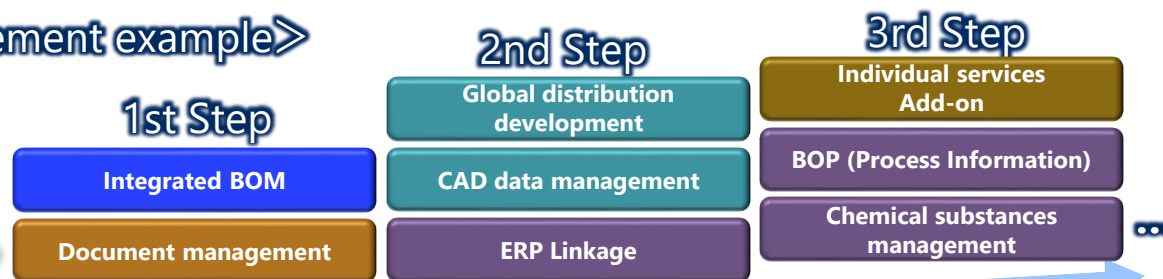 ement example>
1st Step
Integrated BOM
Document management
2nd Step
Global distribution
development
CAD data management
ERP Linkage
3rd Step
Individual services
Add-on
BOP (Process Information)
Chemical substances
management
...